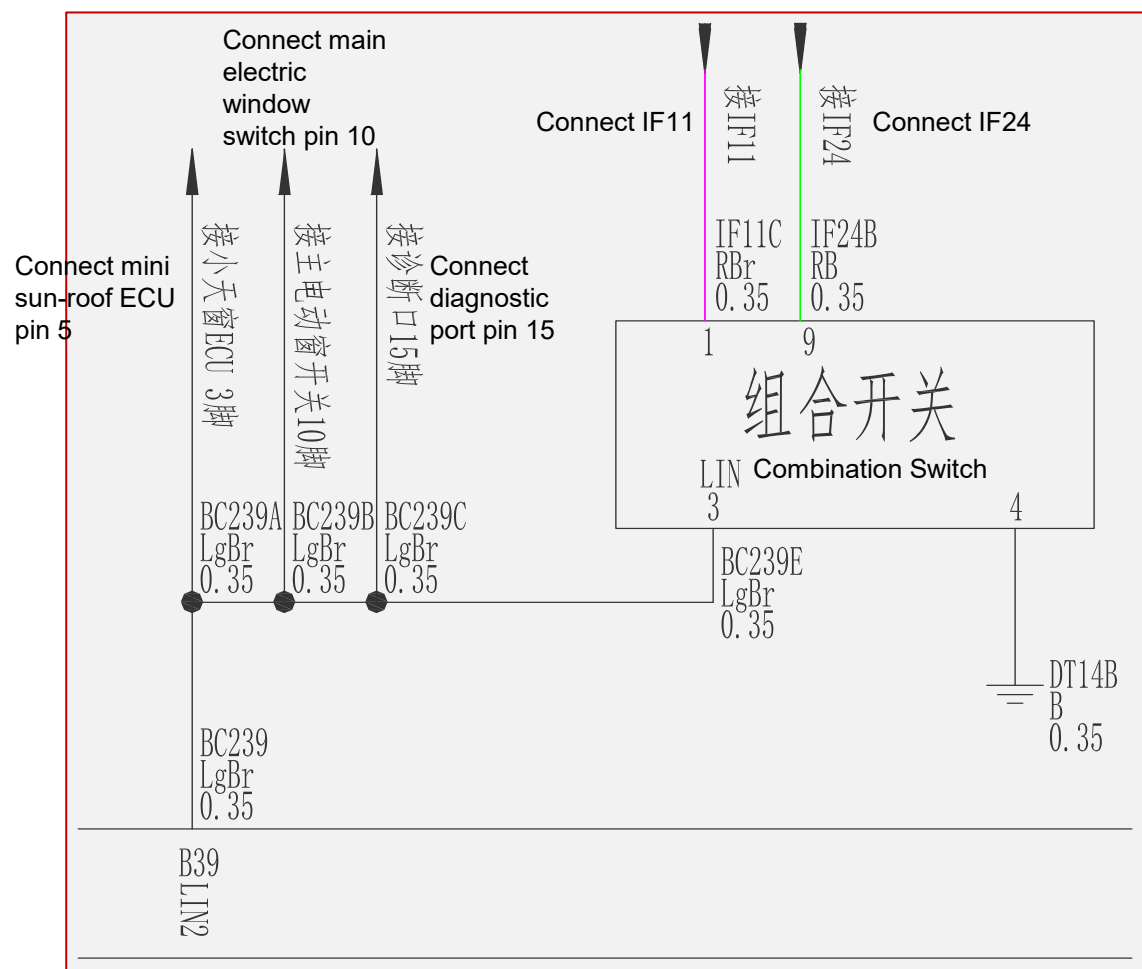 Connect main
electric
window
switch pin 10
Connect IF11
接IF11
接IF24
Connect IF24
Connect mini
sun-roof ECU
pin 5
接小天窗ECU 3脚
接主电动窗开关10脚
接诊断口15脚
Connect
diagnostic
port pin 15
IF11C
RBr
0.35
IF24B
RB
0.35
1
9
组合开关
Combination Switch
LIN
3
4
BC239A
LgBr
0.35
BC239B
LgBr
0.35
BC239C
LgBr
0.35
BC239E
LgBr
0.35
DT14B
B
0.35
BC239
LgBr
0.35
B39
LIN2